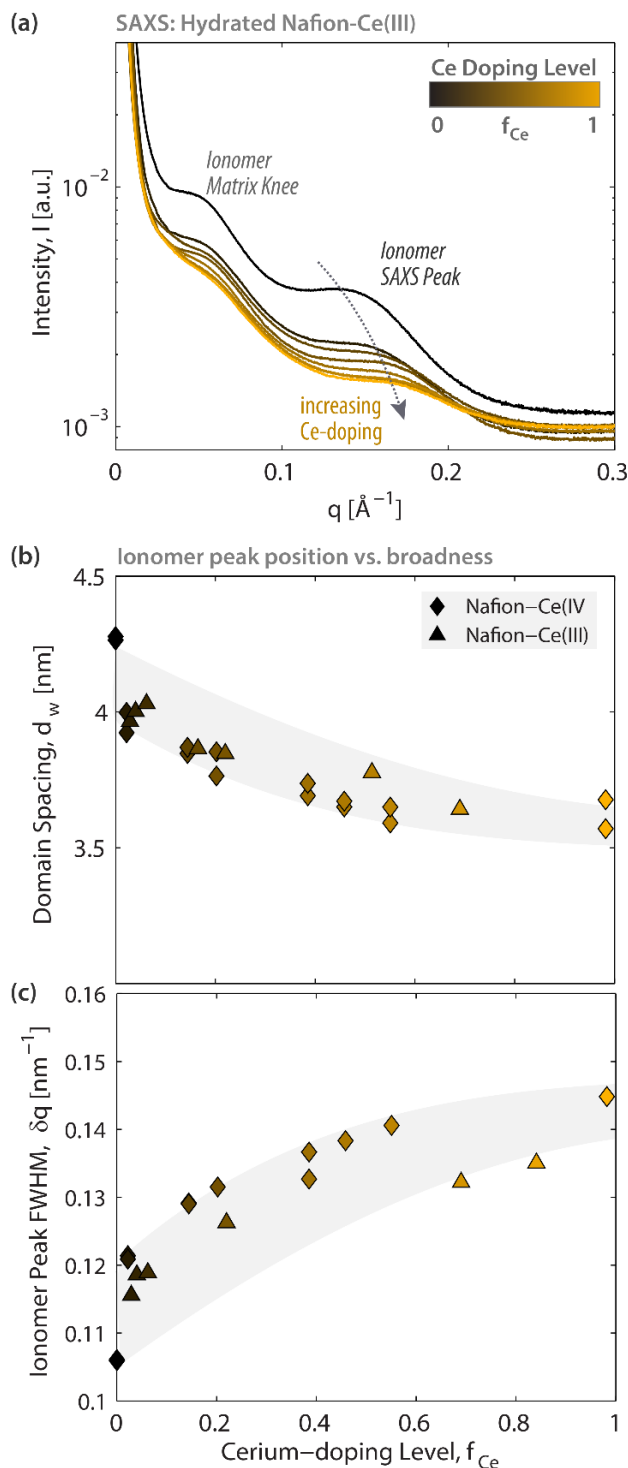 (a) SAXS: Hydrated Nafion-Ce(III)
Ce Doping Level
0 f_Ce 1
Ionomer
Matrix Knee
Ionomer
SAXS Peak
increasing
Ce-doping
Intensity, I [a.u.]
10⁻²
10⁻³
0 0.1 0.2 0.3
q [Å⁻¹]
(b) Ionomer peak position vs. broadness
Nafion−Ce(IV
Nafion−Ce(III)
Domain Spacing, d_w [nm]
4.5
4
3.5
(c)
Ionomer Peak FWHM, δq [nm⁻¹]
0.16
0.15
0.14
0.13
0.12
0.11
0.1
0 0.2 0.4 0.6 0.8 1
Cerium−doping Level, f_Ce